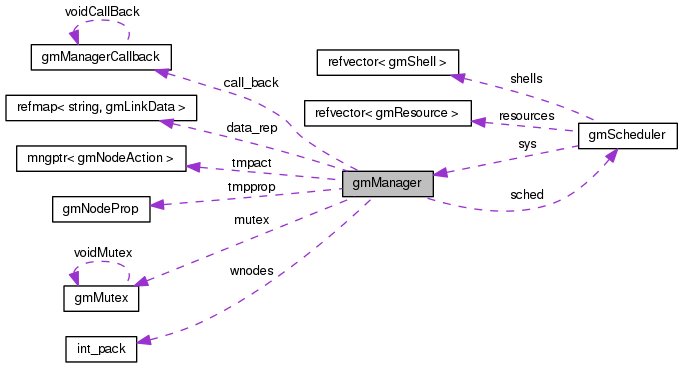 voidCallBack
gmManagerCallback
refvector< gmShell >
shells
call_back
refmap< string, gmLinkData >
refvector< gmResource >
resources
data_rep
gmScheduler
sys
mngptr< gmNodeAction >
tmpact
gmManager
tmpprop
sched
gmNodeProp
mutex
voidMutex
wnodes
gmMutex
int_pack